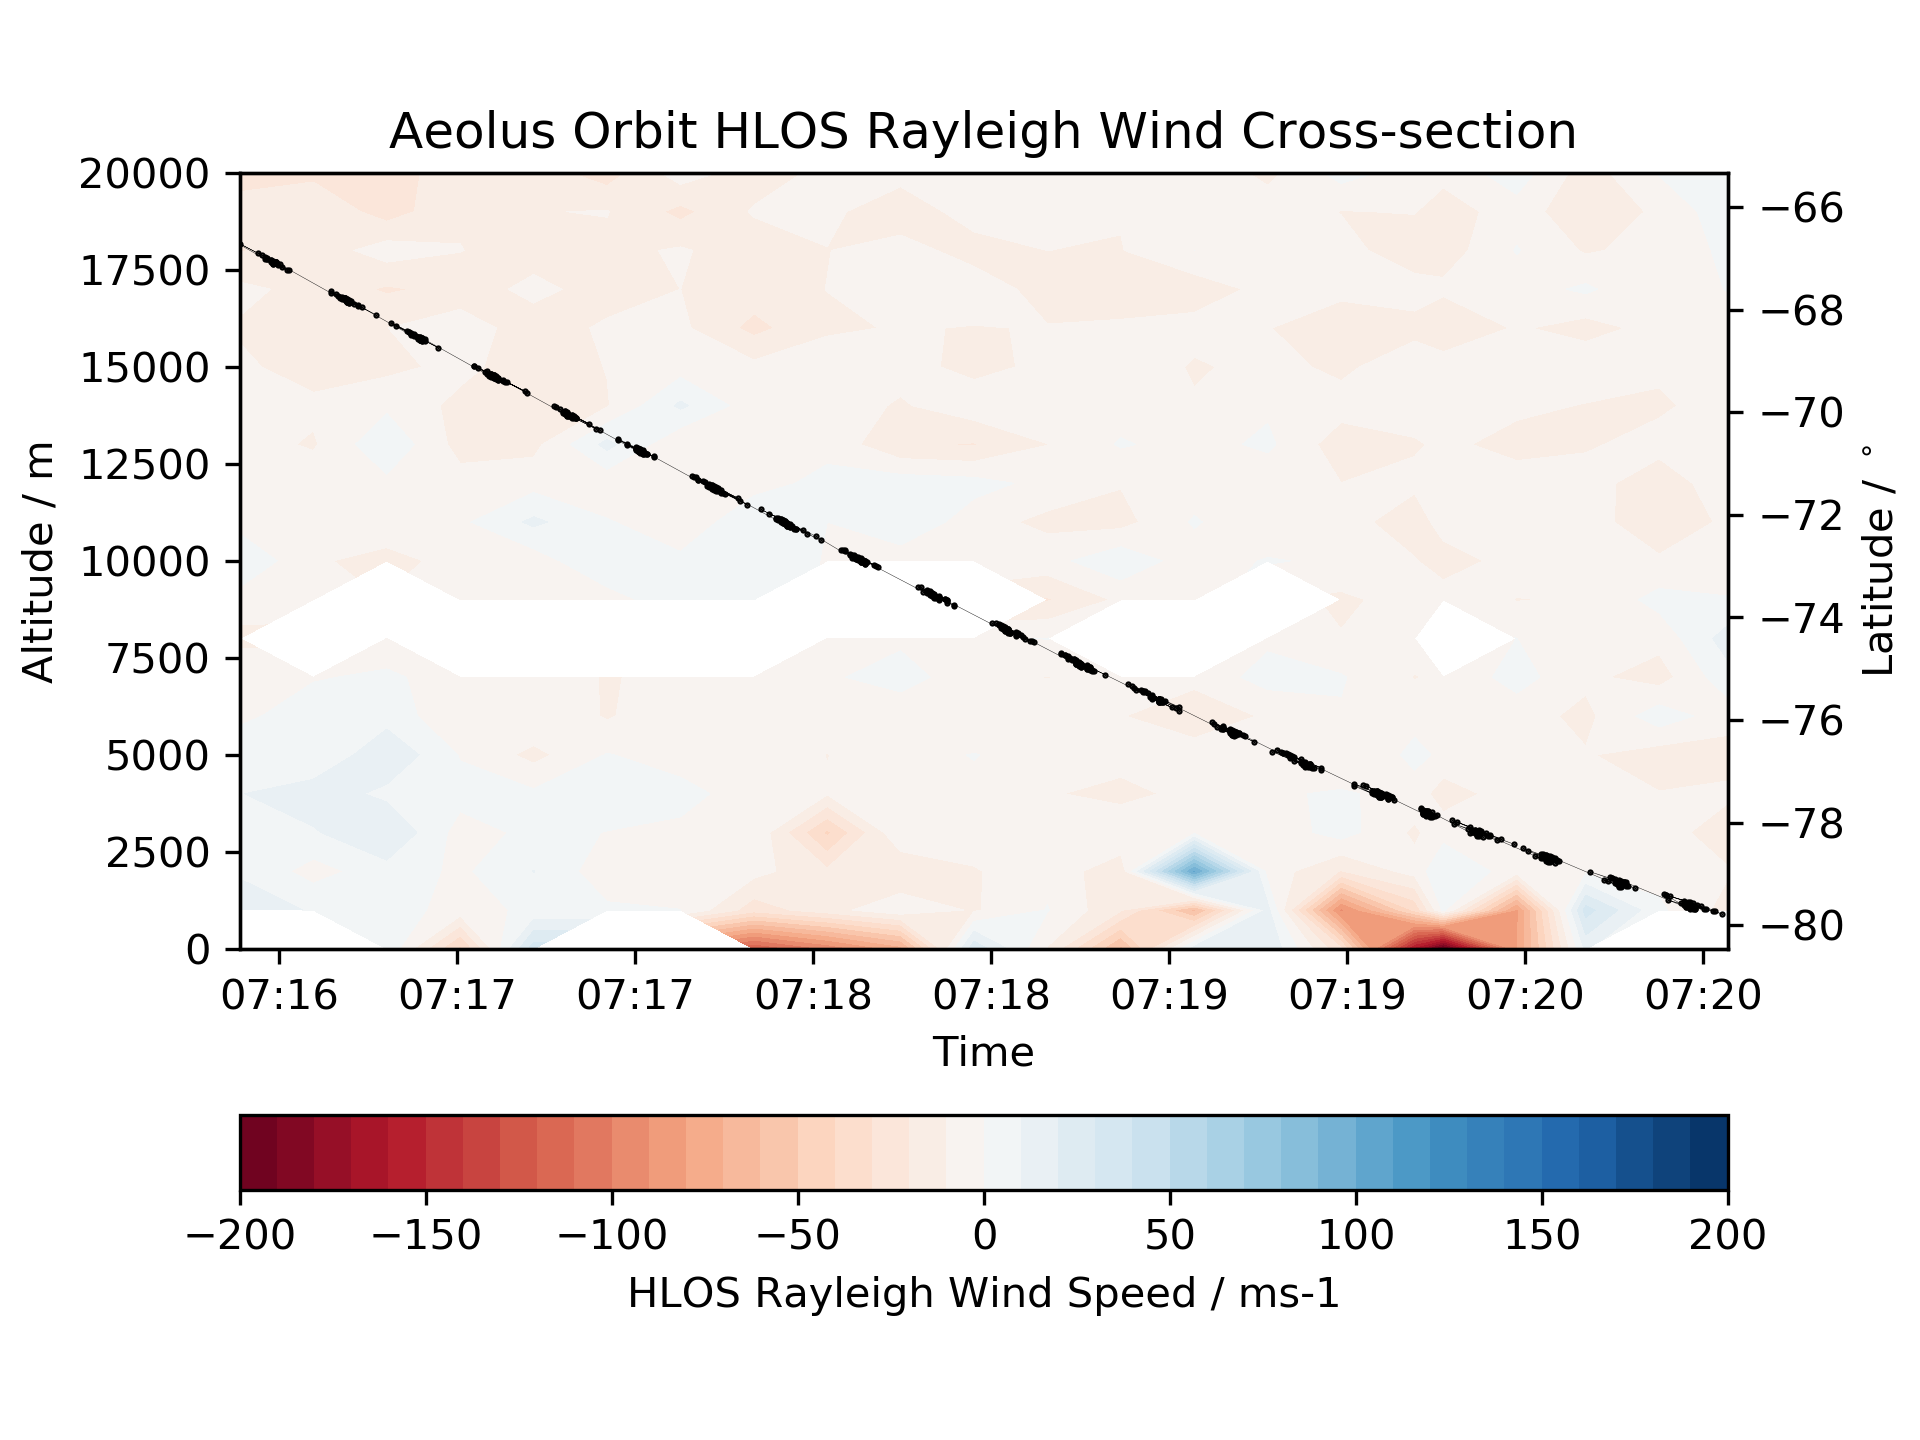 Aeolus Orbit HLOS Rayleigh Wind Cross-section
20000
17500
15000
12500
10000
7500
5000
2500
0
Altitude / m
−66
−68
−70
−72
−74
−76
−78
−80
Latitude / °
07:16 07:17 07:17 07:18 07:18 07:19 07:19 07:20 07:20
Time
−200 −150 −100 −50 0 50 100 150 200
HLOS Rayleigh Wind Speed / ms-1